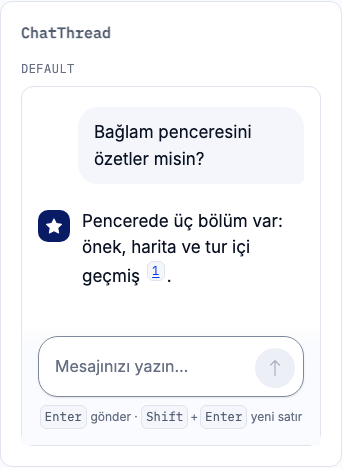 ChatThread
DEFAULT
Bağlam penceresini
özetler misin?
Pencerede üç bölüm var:
önek, harita ve tur içi
geçmiş 1.
Mesajınızı yazın...
Enter gönder · Shift + Enter yeni satır